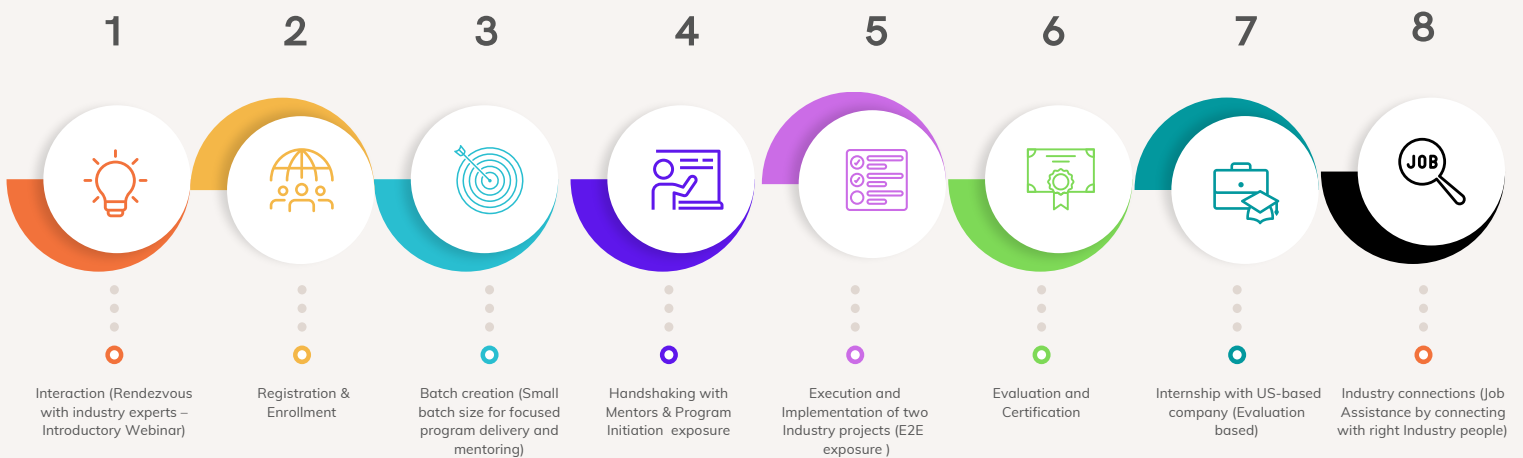 1
2
3
4
5
6
7
8
JOB
Interaction (Rendezvous
with industry experts –
Introductory Webinar)
Registration &
Enrollment
Batch creation (Small
batch size for focused
program delivery and
mentoring)
Handshaking with
Mentors & Program
Initiation  exposure
Execution and
Implementation of two
Industry projects (E2E
exposure )
Evaluation and
Certification
Internship with US-based
company (Evaluation
based)
Industry connections (Job
Assistance by connecting
with right Industry people)